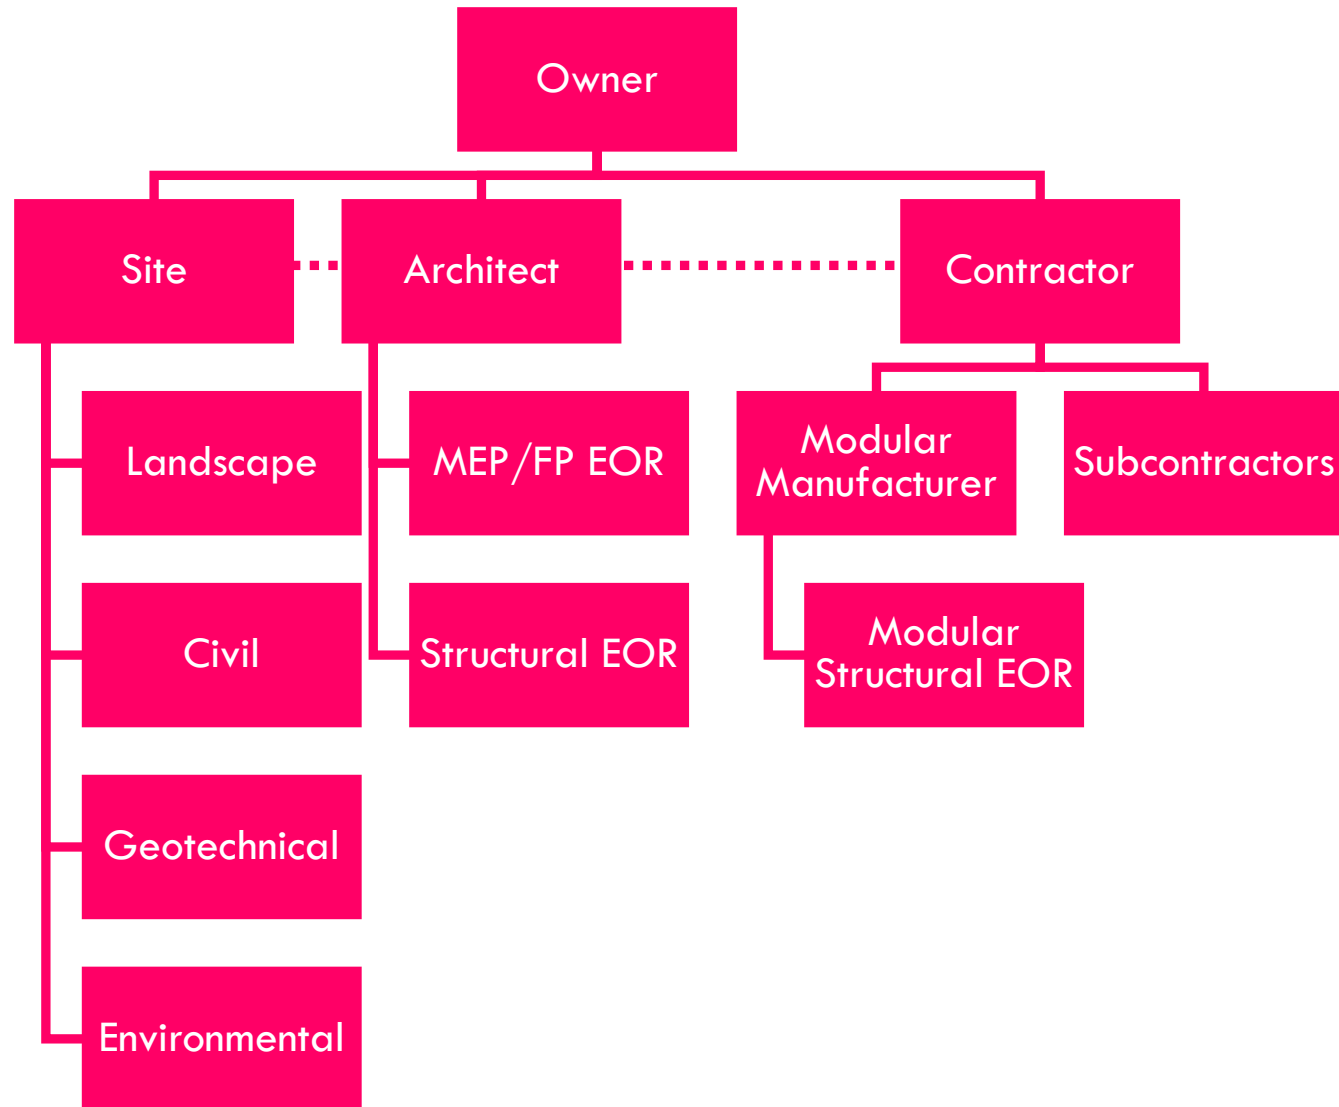 Owner
Site
Architect
Contractor
Landscape
MEP/FP EOR
Modular
Manufacturer
Subcontractors
Civil
Structural EOR
Modular
Structural EOR
Geotechnical
Environmental